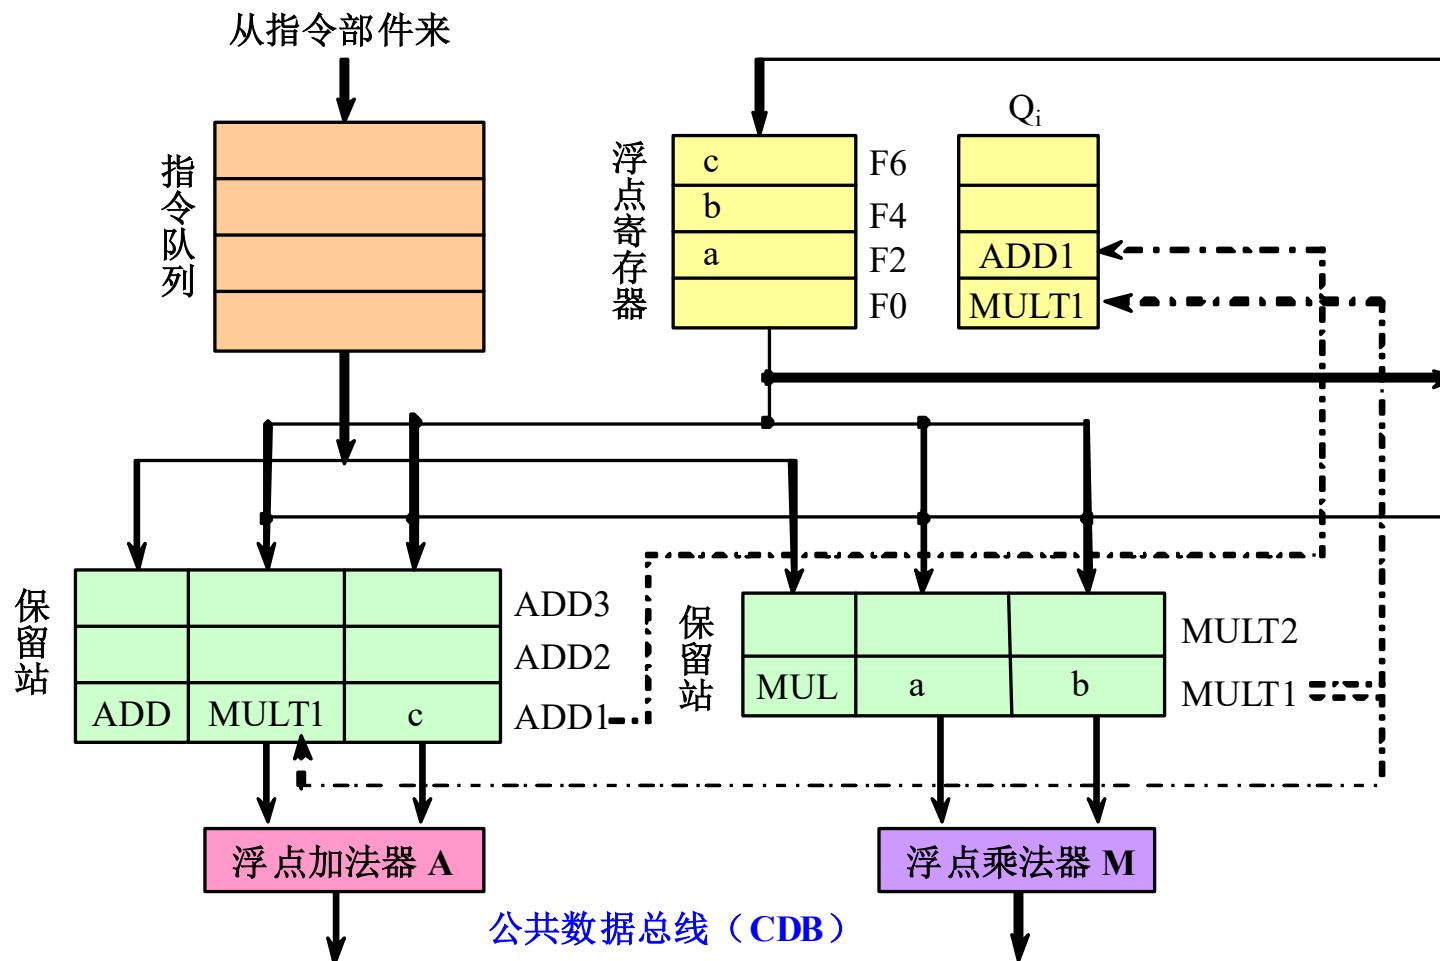 从指令部件来
指令队列
浮点寄存器
Qi
c F6
b F4
a F2 ADD1
F0 MULT1
保留站
ADD3
ADD2
ADD MULT1 c ADD1
保留站
MULT2
MUL a b MULT1
浮点加法器 A
浮点乘法器 M
公共数据总线（CDB）